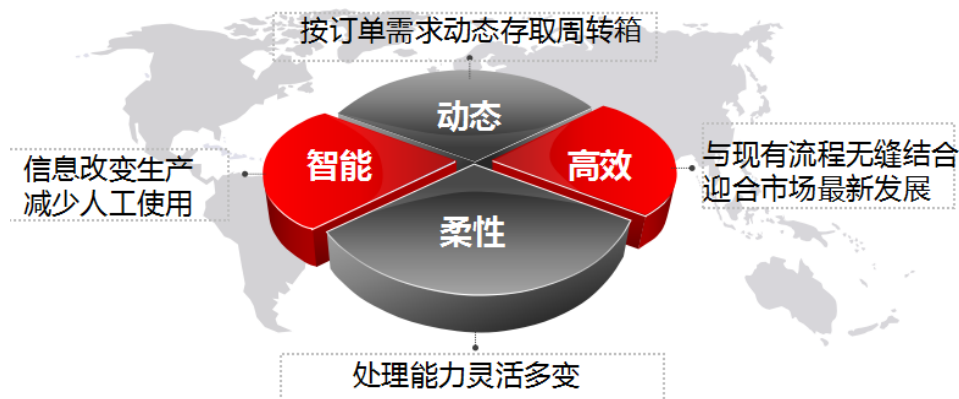 按订单需求动态存取周转箱
动态
智能
高效
信息改变生产
减少人工使用
与现有流程无缝结合
迎合市场最新发展
柔性
处理能力灵活多变